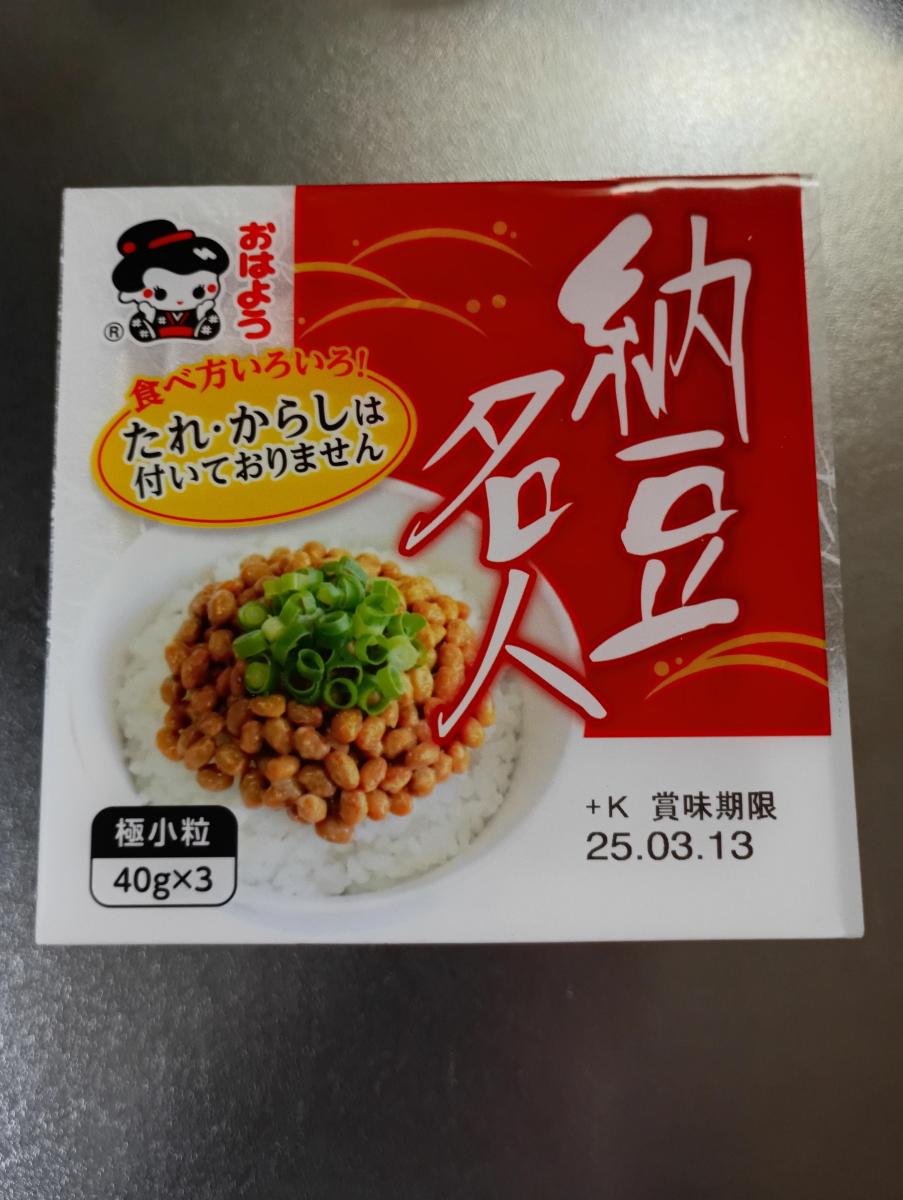 おはよう
®
納豆
名人
食べ方いろいろ!
たれ・からしは
付いておりません
極小粒
40g×3
+K 賞味期限
25.03.13